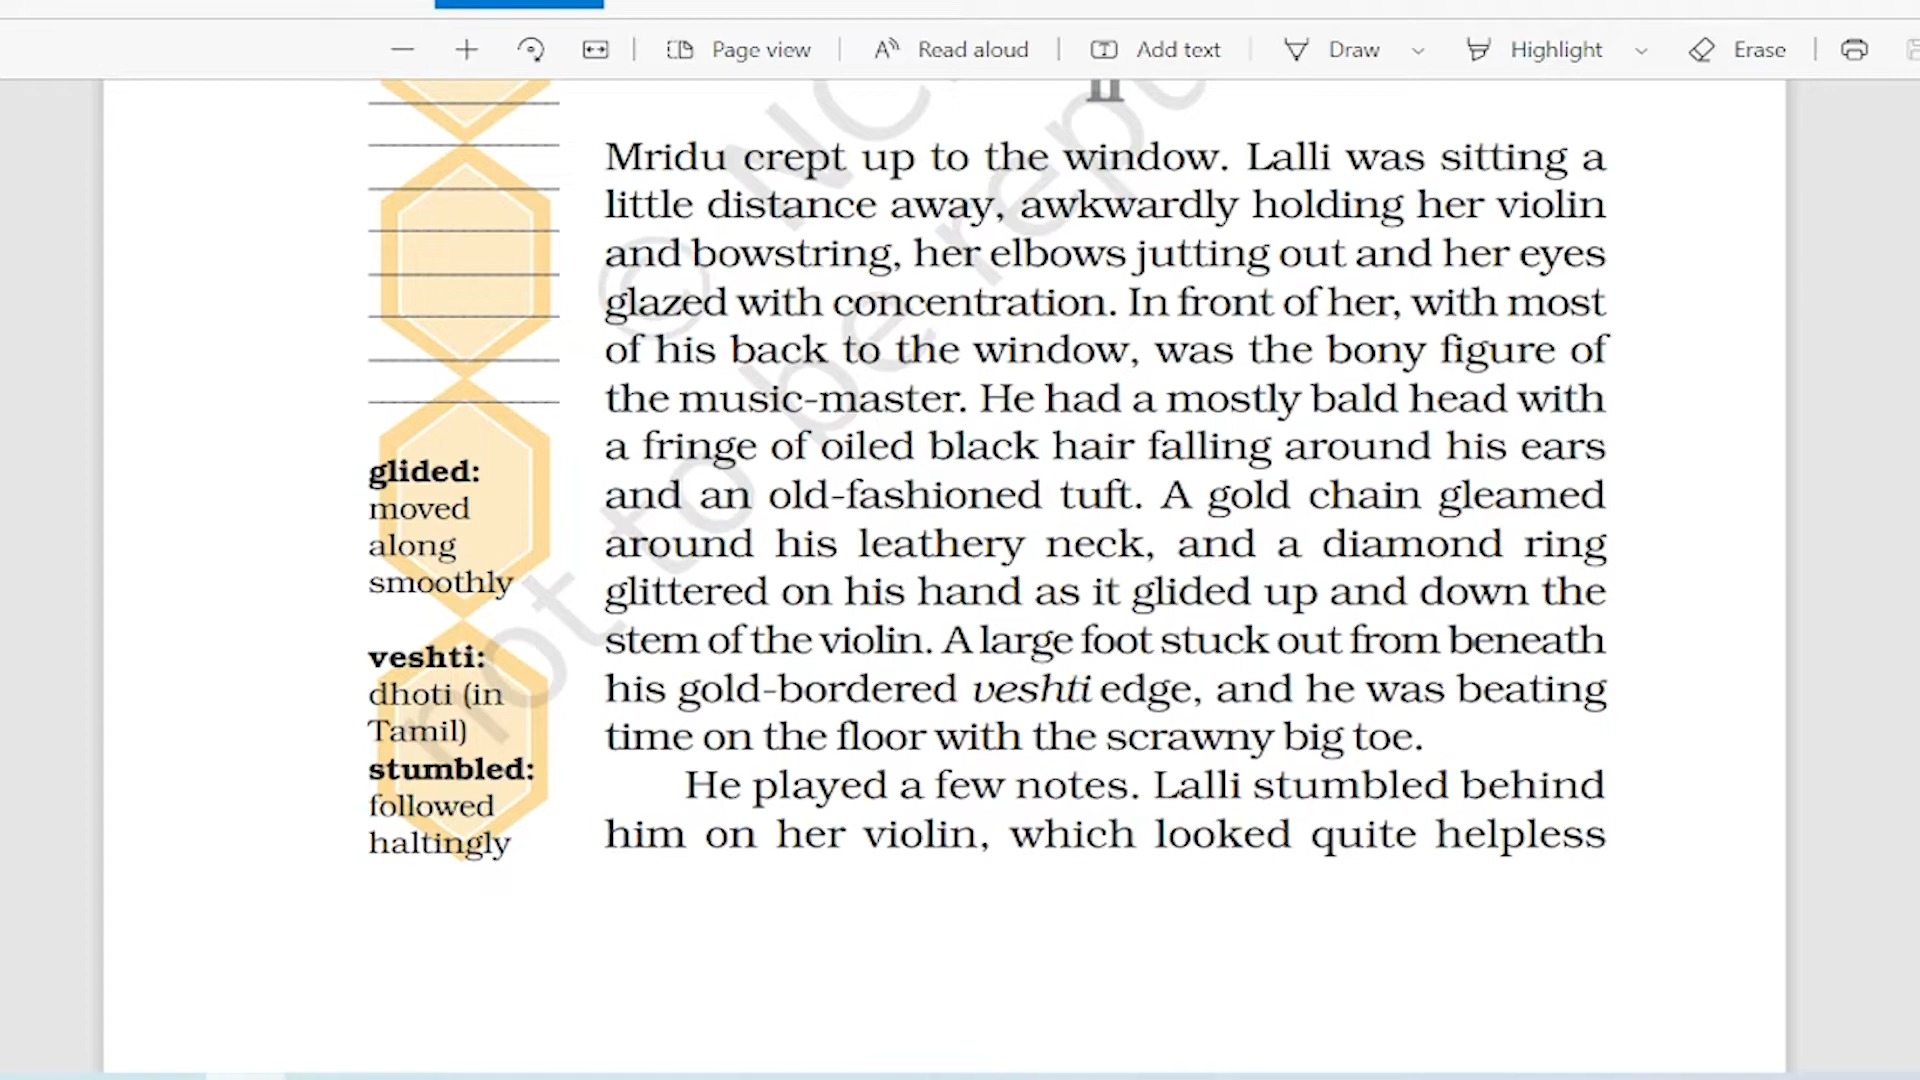 Page view
Read aloud
Add text
Draw
Highlight
Erase
II
Mridu crept up to the window. Lalli was sitting a
little distance away, awkwardly holding her violin
and bowstring, her elbows jutting out and her eyes
glazed with concentration. In front of her, with most
of his back to the window, was the bony figure of
the music-master. He had a mostly bald head with
a fringe of oiled black hair falling around his ears
and an old-fashioned tuft. A gold chain gleamed
around his leathery neck, and a diamond ring
glittered on his hand as it glided up and down the
stem of the violin. A large foot stuck out from beneath
his gold-bordered veshti edge, and he was beating
time on the floor with the scrawny big toe.
He played a few notes. Lalli stumbled behind
him on her violin, which looked quite helpless
glided:
moved
along
smoothly
veshti:
dhoti (in
Tamil)
stumbled:
followed
haltingly
© NC
not to be rep